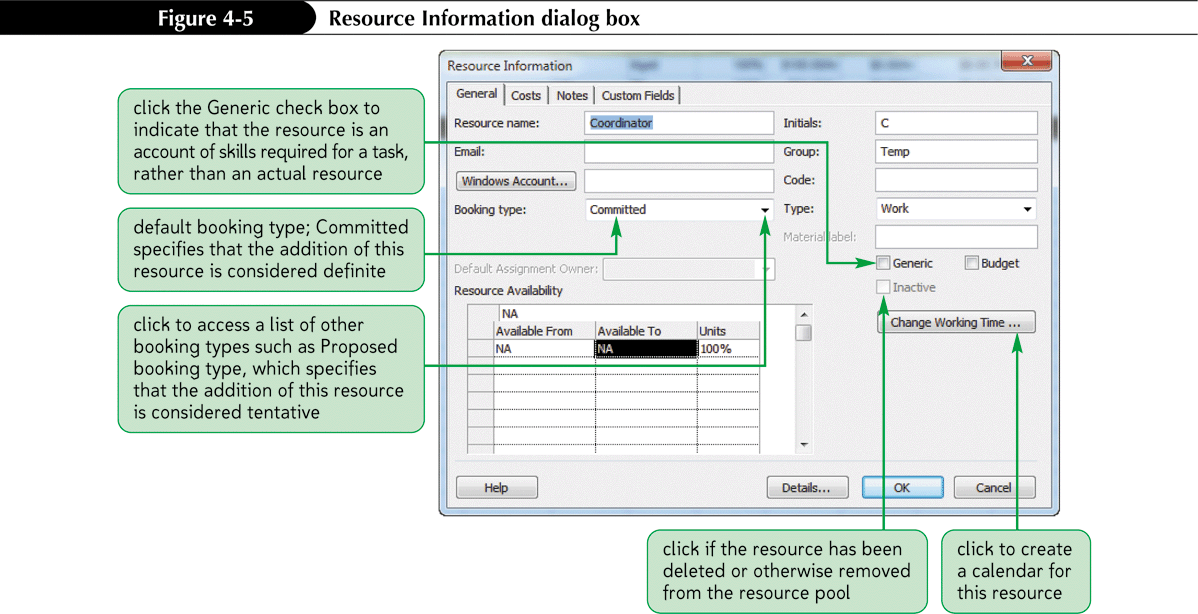 Figure 4-5 Resource Information dialog box
click the Generic check box to
indicate that the resource is an
account of skills required for a task,
rather than an actual resource
default booking type; Committed
specifies that the addition of this
resource is considered definite
click to access a list of other
booking types such as Proposed
booking type, which specifies
that the addition of this resource
is considered tentative
Resource Information
General Costs Notes Custom Fields
Resource name: Coordinator Initials: C
Email: Group: Temp
Windows Account... Code:
Booking type: Committed Type: Work
Material label:
Default Assignment Owner: Generic Budget
Resource Availability Inactive
NA
Change Working Time ...
Available From Available To Units
NA NA 100%
Help Details... OK Cancel
click if the resource has been
deleted or otherwise removed
from the resource pool
click to create
a calendar for
this resource